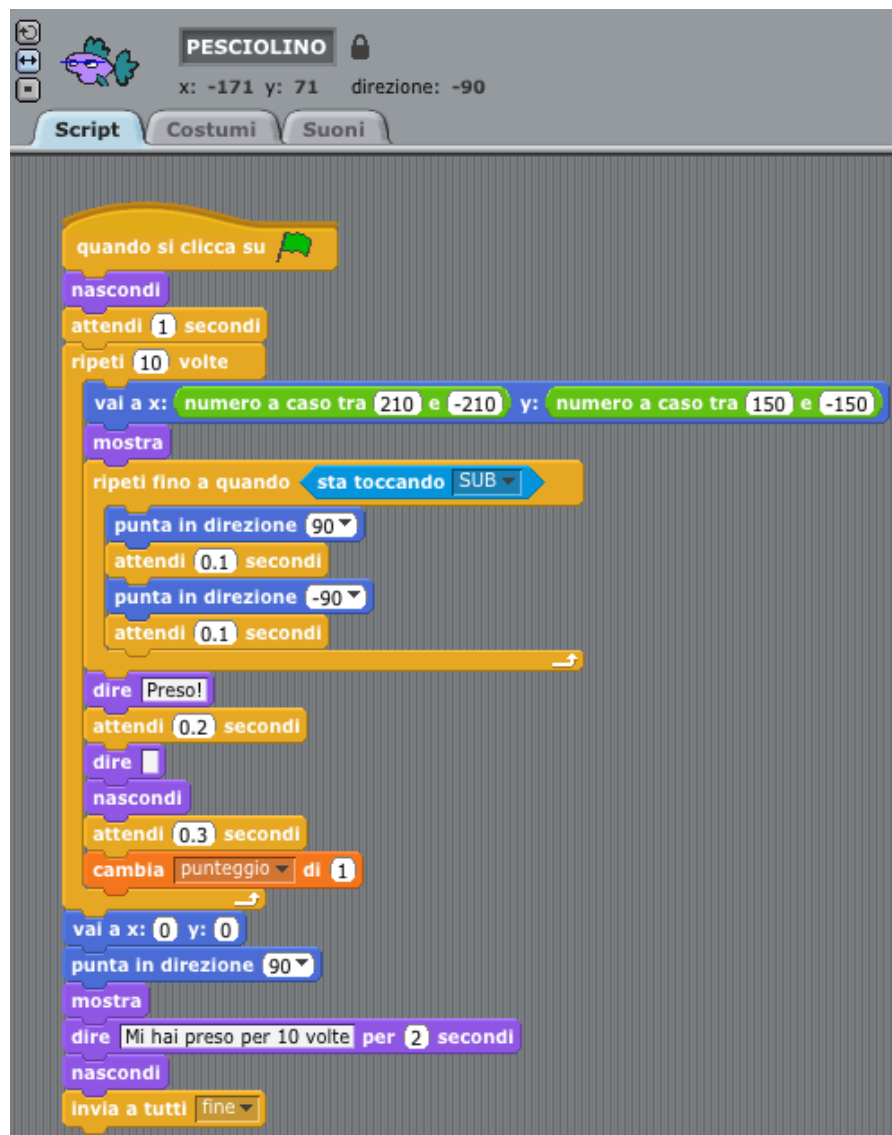 PESCIOLINO
x: -171 y: 71 direzione: -90
Script Costumi Suoni
quando si clicca su
nascondi
attendi 1 secondi
ripeti 10 volte
vai a x: numero a caso tra 210 e -210 y: numero a caso tra 150 e -150
mostra
ripeti fino a quando sta toccando SUB
punta in direzione 90
attendi 0.1 secondi
punta in direzione -90
attendi 0.1 secondi
dire Preso!
attendi 0.2 secondi
dire
nascondi
attendi 0.3 secondi
cambia punteggio di 1
vai a x: 0 y: 0
punta in direzione 90
mostra
dire Mi hai preso per 10 volte per 2 secondi
nascondi
invia a tutti fine